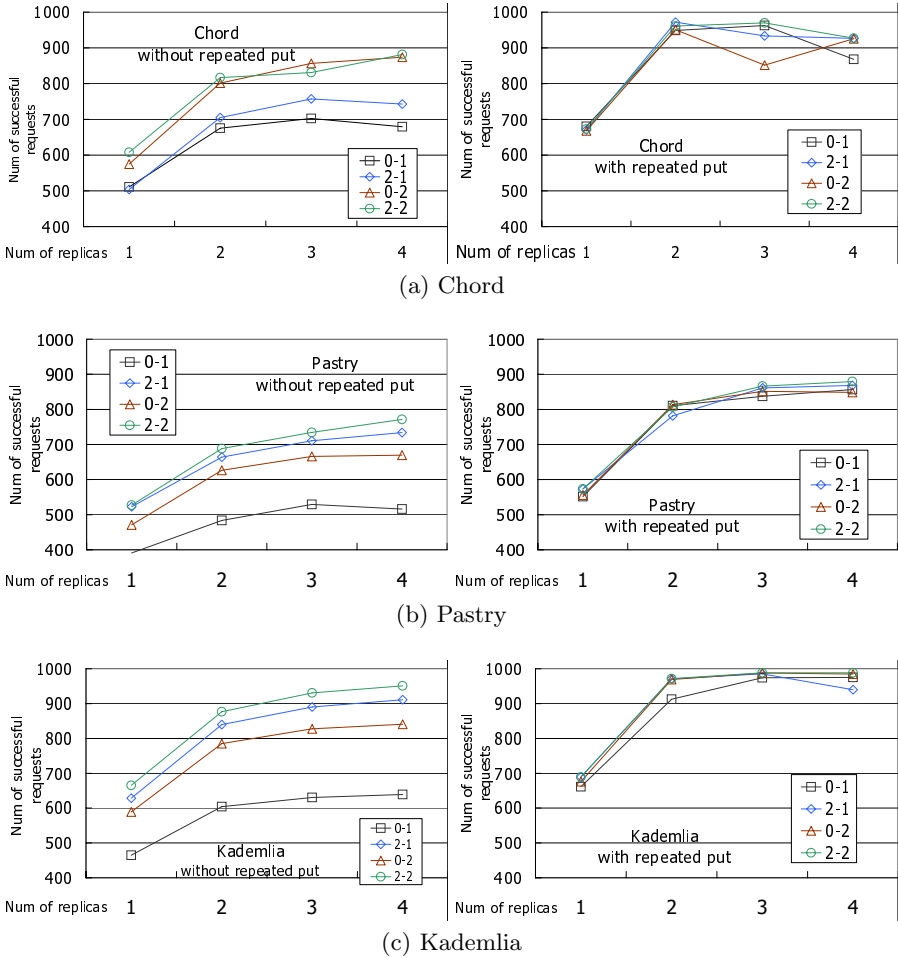 1000
900
800
700
600
500
400
Num of successful
requests
Chord
without repeated put
0-1
2-1
0-2
2-2
Num of replicas 1 2 3 4
1000
900
800
700
600
500
400
Num of successful
requests
Chord
with repeated put
0-1
2-1
0-2
2-2
Num of replicas 1 2 3 4
(a) Chord
1000
900
800
700
600
500
400
Num of successful
requests
0-1
2-1
0-2
2-2
Pastry
without repeated put
Num of replicas 1 2 3 4
1000
900
800
700
600
500
400
Num of successful
requests
Pastry
with repeated put
0-1
2-1
0-2
2-2
Num of replicas 1 2 3 4
(b) Pastry
1000
900
800
700
600
500
400
Num of successful
requests
Kademlia
without repeated put
0-1
2-1
0-2
2-2
Num of replicas 1 2 3 4
1000
900
800
700
600
500
400
Num of successful
requests
Kademlia
with repeated put
0-1
2-1
0-2
2-2
Num of replicas 1 2 3 4
(c) Kademlia